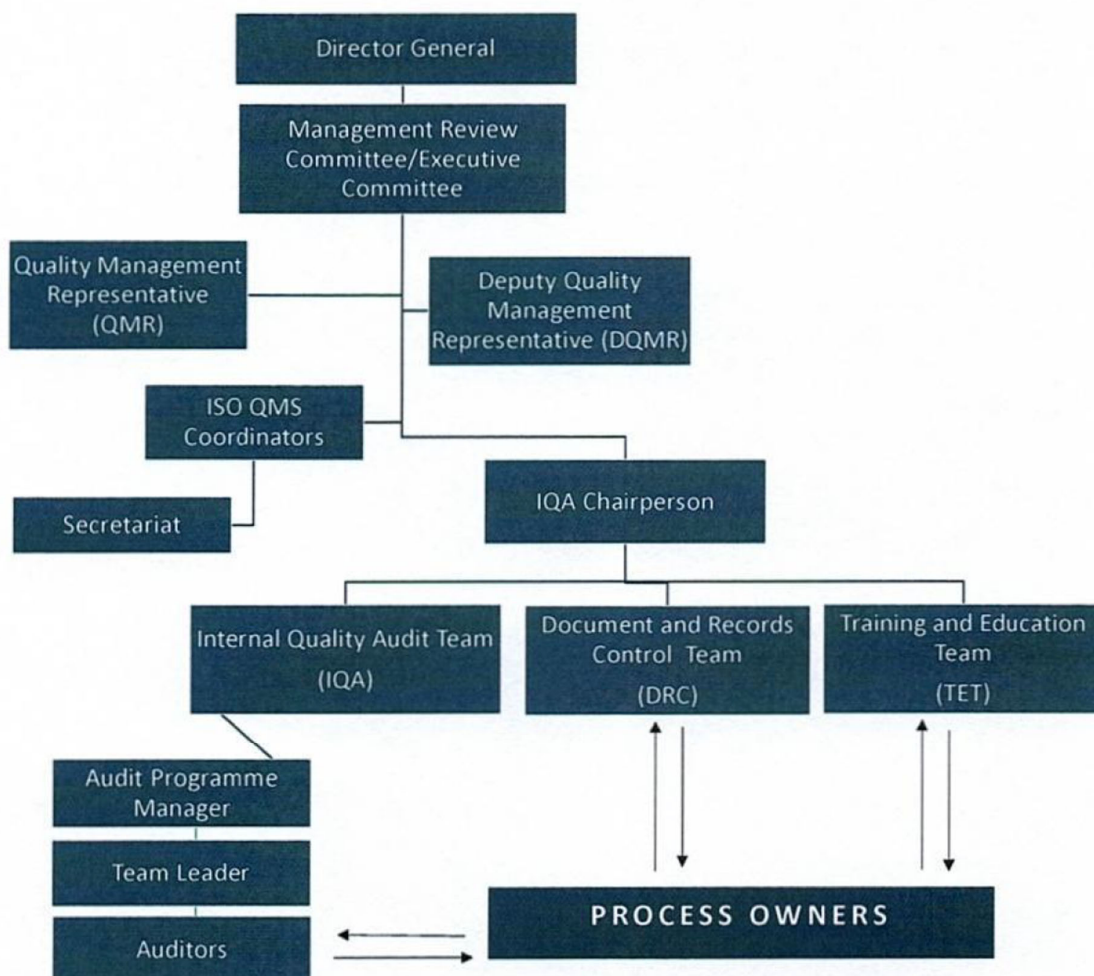 Director General
Management Review
Committee/Executive
Committee
Quality Management
Representative
(QMR)
Deputy Quality
Management
Representative (DQMR)
ISO QMS
Coordinators
Secretariat
IQA Chairperson
Internal Quality Audit Team
(IQA)
Document and Records
Control Team
(DRC)
Training and Education
Team
(TET)
Audit Programme
Manager
Team Leader
Auditors
PROCESS OWNERS